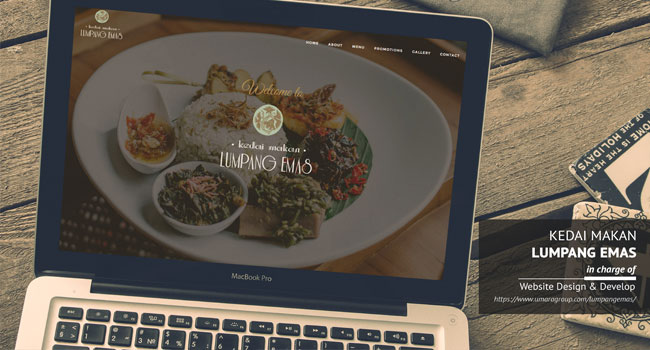 kedai makan
LUMPANG EMAS
HOME ABOUT MENU PROMOTIONS GALLERY CONTACT
Welcome to
kedai makan
LUMPANG EMAS
MacBook Pro
HOME IS THE HEART
OF THE HOLIDAYS
KEDAI MAKAN
LUMPANG EMAS
in charge of
Website Design & Develop
https://www.umaragroup.com/lumpangemas/